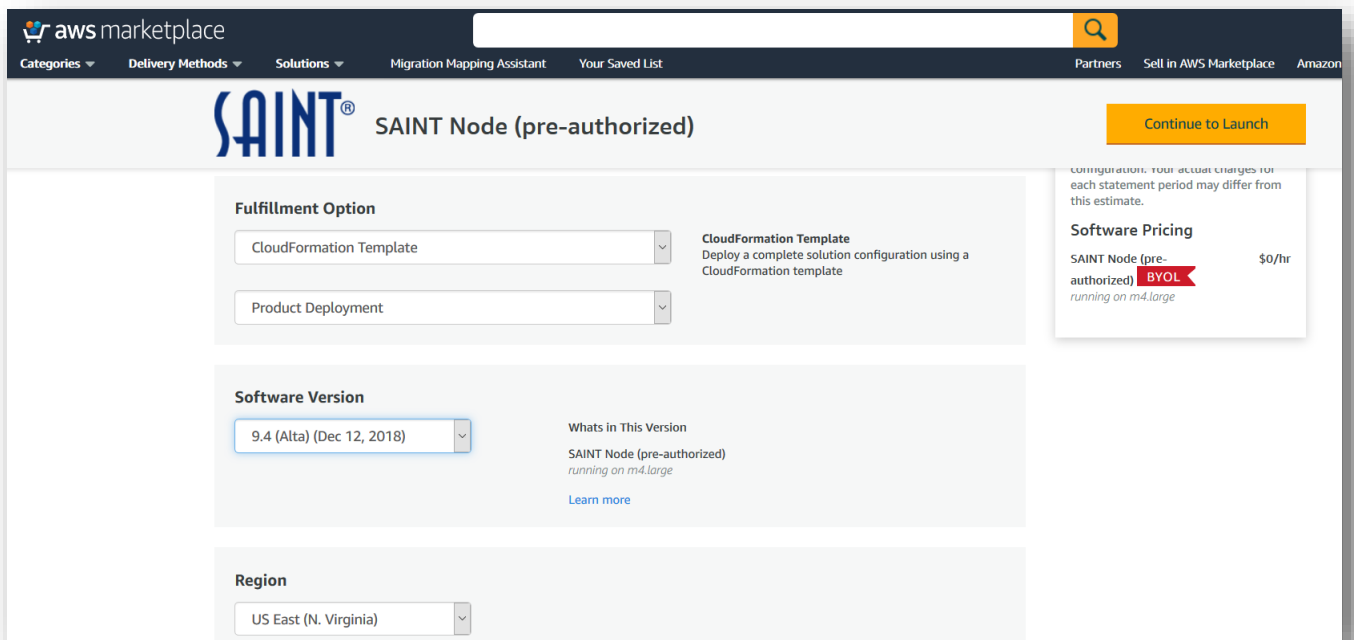 aws marketplace
Categories Delivery Methods Solutions Migration Mapping Assistant Your Saved List Partners Sell in AWS Marketplace Amazon
SAINT® SAINT Node (pre-authorized) Continue to Launch
configuration. Your actual charges for
each statement period may differ from
this estimate.
Fulfillment Option
CloudFormation Template
CloudFormation Template
Deploy a complete solution configuration using a
CloudFormation template
Product Deployment
Software Pricing
SAINT Node (pre- $0/hr
authorized) BYOL
running on m4.large
Software Version
9.4 (Alta) (Dec 12, 2018)
Whats in This Version
SAINT Node (pre-authorized)
running on m4.large
Learn more
Region
US East (N. Virginia)